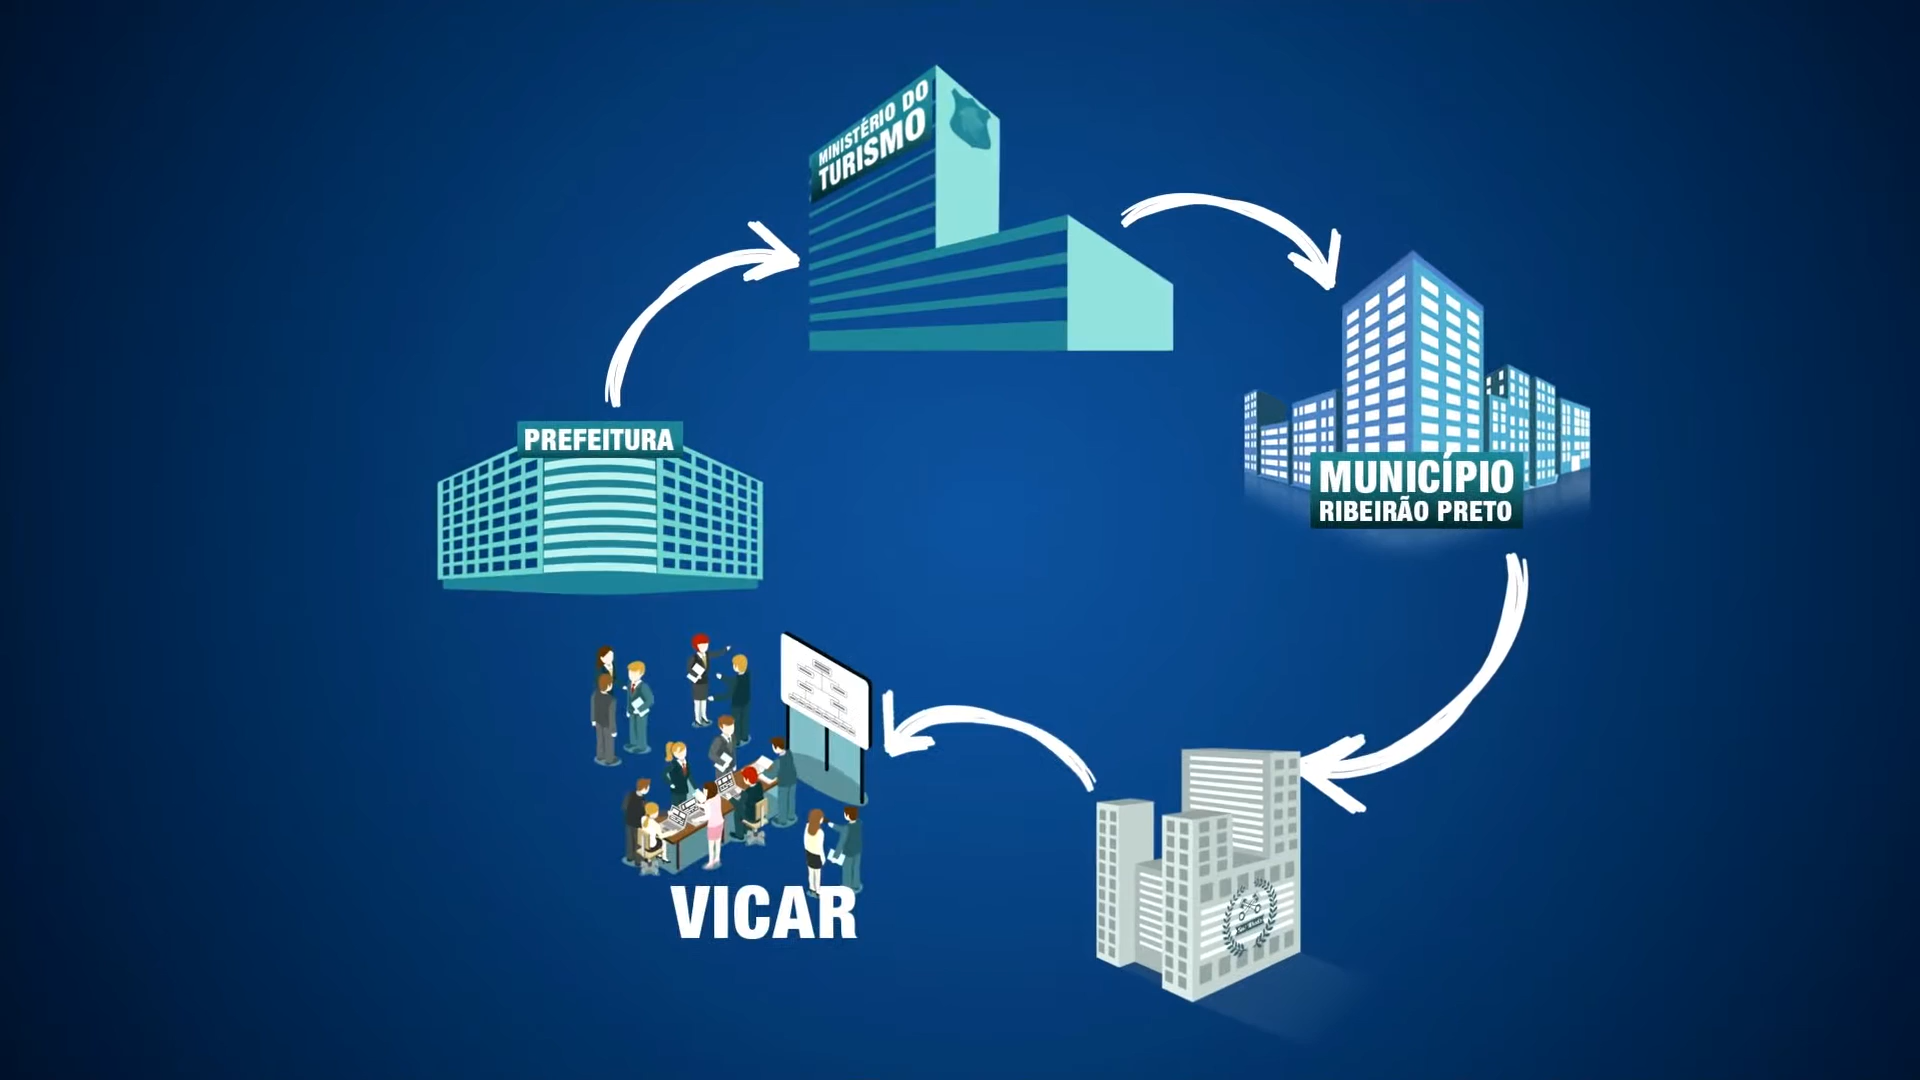 MINISTÉRIO DO
TURISMO
PREFEITURA
MUNICÍPIO
RIBEIRÃO PRETO
VICAR